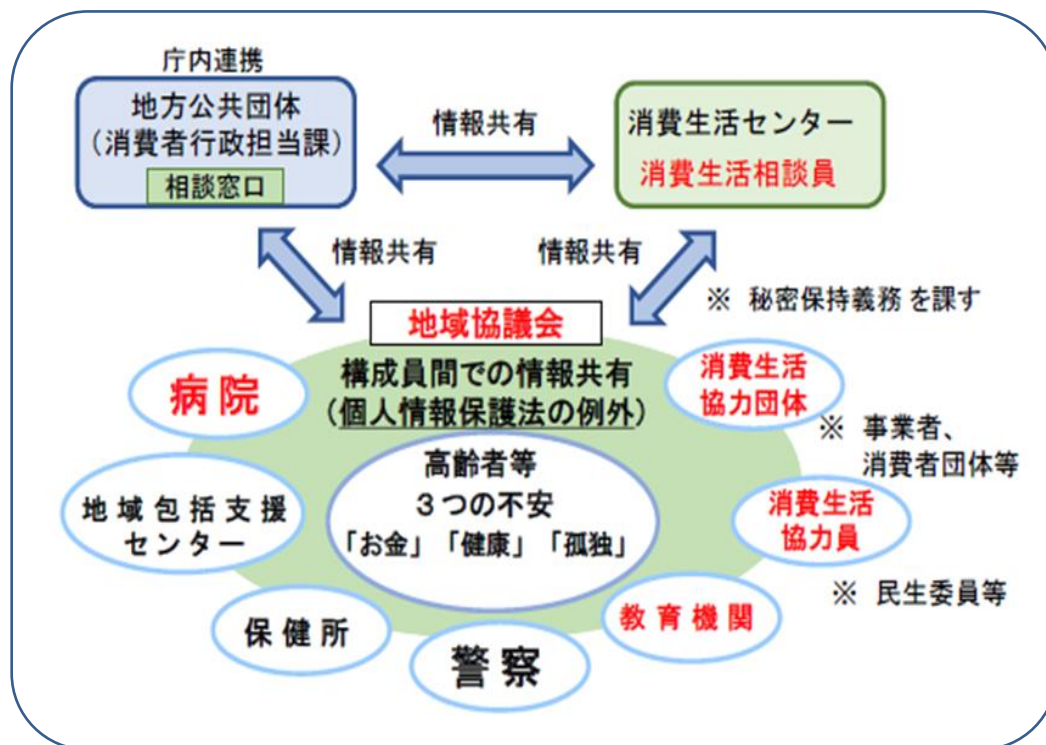 庁内連携
地方公共団体
（消費者行政担当課）
相談窓口
情報共有
消費生活センター
消費生活相談員
情報共有
情報共有
※ 秘密保持義務を課す
地域協議会
構成員間での情報共有
（個人情報保護法の例外）
病院
消費生活
協力団体
※ 事業者、
消費者団体等
高齢者等
３つの不安
「お金」「健康」「孤独」
地域包括支援
センター
消費生活
協力員
※ 民生委員等
保健所
教育機関
警察